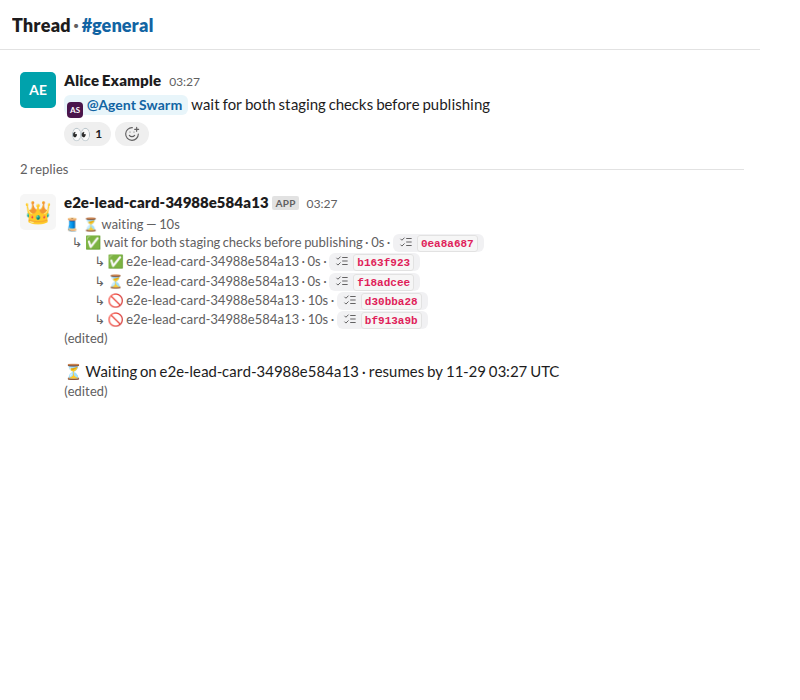 Thread · #general
AE
Alice Example 03:27
AS @Agent Swarm wait for both staging checks before publishing
👀 1
2 replies
e2e-lead-card-34988e584a13 APP 03:27
🧵 ⏳ waiting — 10s
↳ ✅ wait for both staging checks before publishing · 0s · 0ea8a687
↳ ✅ e2e-lead-card-34988e584a13 · 0s · b163f923
↳ ⏳ e2e-lead-card-34988e584a13 · 0s · f18adcee
↳ 🚫 e2e-lead-card-34988e584a13 · 10s · d30bba28
↳ 🚫 e2e-lead-card-34988e584a13 · 10s · bf913a9b
(edited)
⏳ Waiting on e2e-lead-card-34988e584a13 · resumes by 11-29 03:27 UTC
(edited)